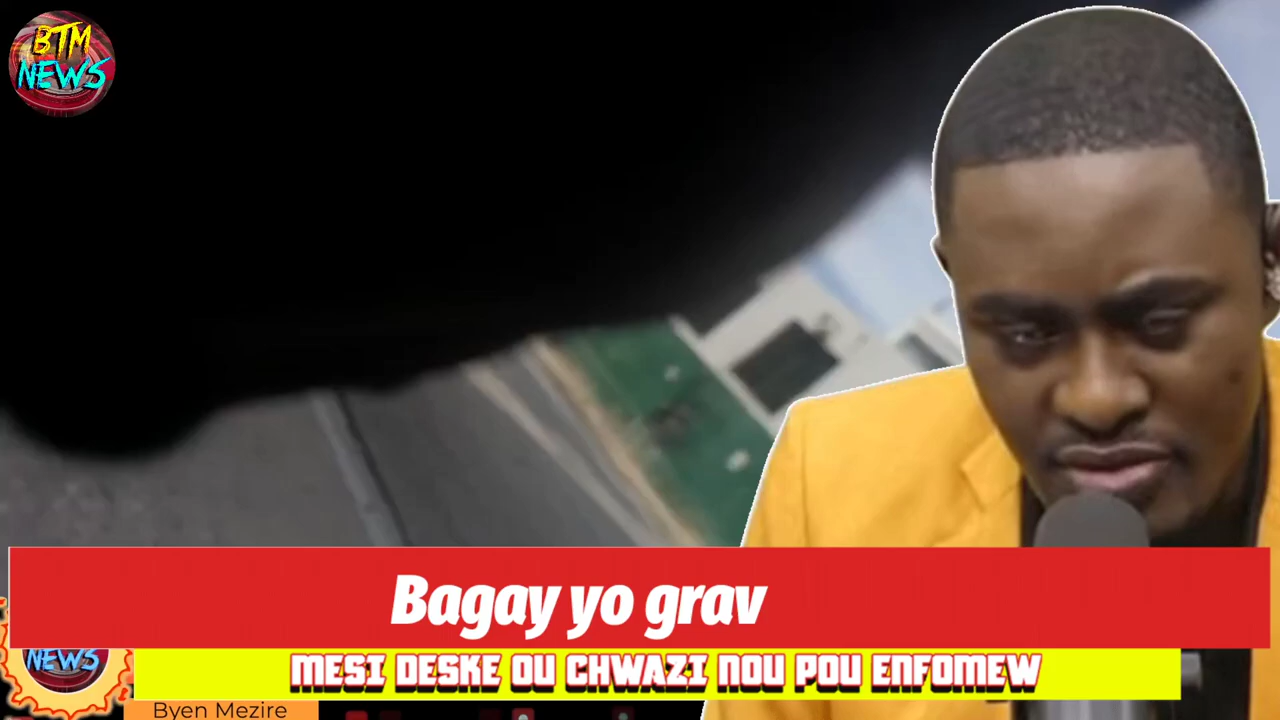 BTM
NEWS
Bagay yo grav
NEWS
MESI DESKE OU CHWAZI NOU POU ENFOMEW
Byen Mezire